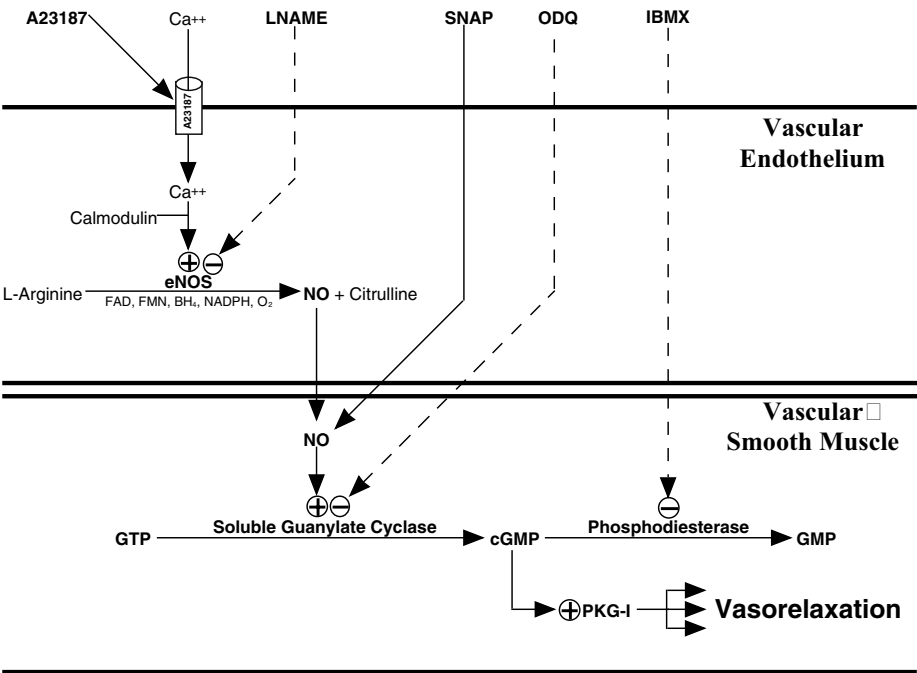 A23187 Ca++ LNAME SNAP ODQ IBMX
A23187
Vascular
Endothelium
Ca++
Calmodulin
eNOS
L-Arginine NO + Citrulline
FAD, FMN, BH₄, NADPH, O₂
Vascular□
Smooth Muscle
NO
Soluble Guanylate Cyclase Phosphodiesterase
GTP cGMP GMP
PKG-I Vasorelaxation